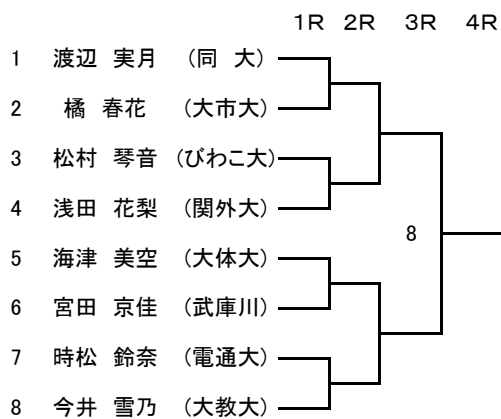 1R 2R 3R 4R
1 渡辺 実月 (同 大)
2 橘 春花 (大市大)
3 松村 琴音 (びわこ大)
4 浅田 花梨 (関外大)
8
5 海津 美空 (大体大)
6 宮田 京佳 (武庫川)
7 時松 鈴奈 (電通大)
8 今井 雪乃 (大教大)